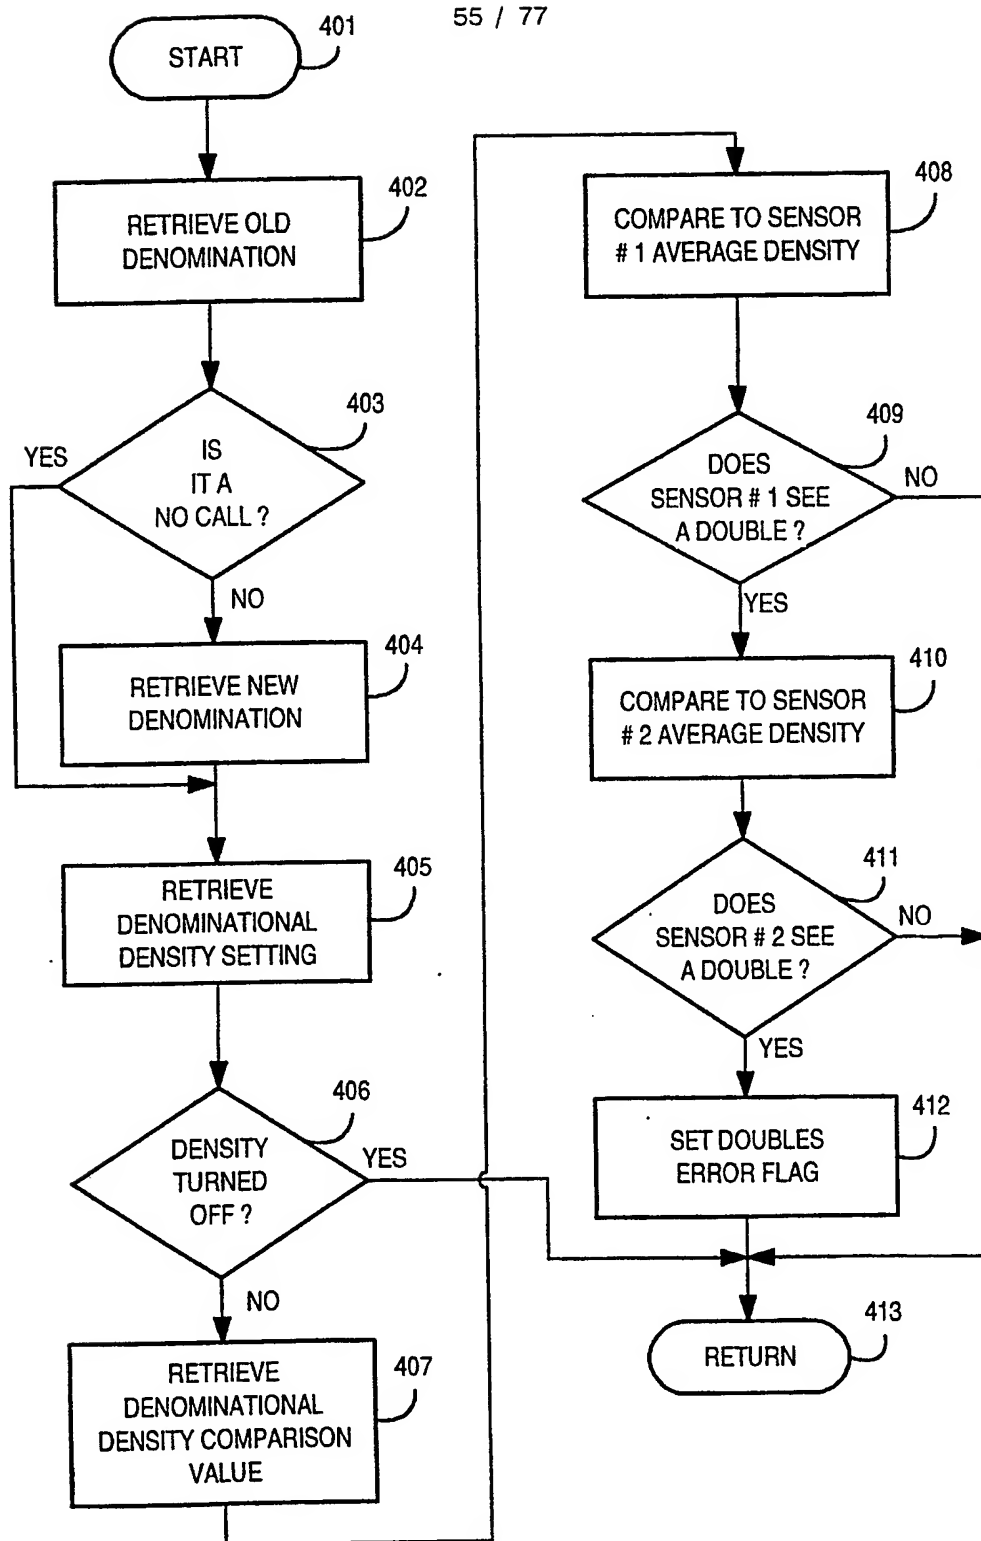 55 / 77
START
401
RETRIEVE OLD
DENOMINATION
402
IS
IT A
NO CALL ?
403
YES
NO
RETRIEVE NEW
DENOMINATION
404
RETRIEVE
DENOMINATIONAL
DENSITY SETTING
405
DENSITY
TURNED
OFF ?
406
YES
NO
RETRIEVE
DENOMINATIONAL
DENSITY COMPARISON
VALUE
407
COMPARE TO SENSOR
# 1 AVERAGE DENSITY
408
DOES
SENSOR # 1 SEE
A DOUBLE ?
409
NO
YES
COMPARE TO SENSOR
# 2 AVERAGE DENSITY
410
DOES
SENSOR # 2 SEE
A DOUBLE ?
411
NO
YES
SET DOUBLES
ERROR FLAG
412
RETURN
413